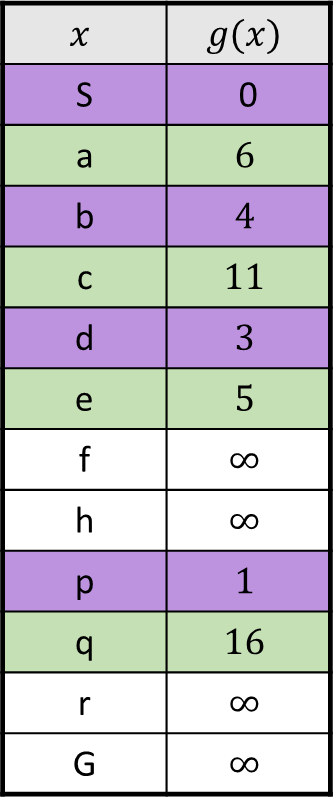 x g(x)
S 0
a 6
b 4
c 11
d 3
e 5
f ∞
h ∞
p 1
q 16
r ∞
G ∞